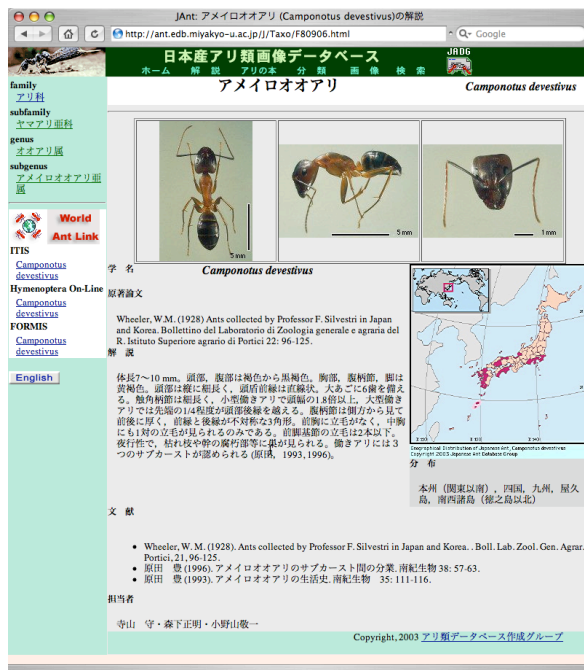 JAnt: アメイロオオアリ (Camponotus devestivus)の解説
http://ant.edb.miyakyo-u.ac.jp/J/Taxo/F80906.html
Google
日本産アリ類画像データベース
JADG
ホーム 解 説 アリの本 分 類 画 像 検 索
アメイロオオアリ
Camponotus devestivus
family
アリ科
subfamily
ヤマアリ亜科
genus
オオアリ属
subgenus
アメイロオオアリ亜
属
5 mm
5 mm
1 mm
World
Ant Link
ITIS
Camponotus
devestivus
Hymenoptera On-Line
Camponotus
devestivus
FORMIS
Camponotus
devestivus
English
学 名
Camponotus devestivus
原著論文
Wheeler, W.M. (1928) Ants collected by Professor F. Silvestri in Japan
and Korea. Bollettino del Laboratorio di Zoologia generale e agraria del
R. Istituto Superiore agrario di Portici 22: 96-125.
解 説
体長7〜10 mm。頭部，腹部は褐色から黒褐色。胸部，腹柄節，脚は
黄褐色。頭部は縦に細長く，頭盾前縁は直線状。大あごに6歯を備え
る。触角柄節は細長く，小型働きアリで頭幅の1.8倍以上，大型働き
アリでは先端の1/4程度が頭部後縁を越える。腹柄節は側方から見て
前後に厚く，前縁と後縁が不対称な3角形。前胸に立毛がなく，中胸
にも1対の立毛が見られるのみである。前脚基節の立毛は2本以下。
夜行性で，枯れ枝や幹の腐朽部等に巣が見られる。働きアリには３
つのサブカーストが認められる (原田，1993,1996)。
Geographical Distribution of Japanese Ant, Camponotus devestivus
Copyright 2003 Japanese Ant Database Group
分 布
本州（関東以南），四国，九州，屋久
島，南西諸島（徳之島以北）
文 献
Wheeler, W. M. (1928). Ants collected by Professor F. Silvestri in Japan and Korea. . Boll. Lab. Zool. Gen. Agrar.
Portici, 21, 96-125.
原田 豊 (1996). アメイロオオアリのサブカースト間の分業. 南紀生物 38: 57-63.
原田 豊 (1993). アメイロオオアリの生活史. 南紀生物 35: 111-116.
担当者
寺山 守・森下正明・小野山敬一
Copyright, 2003 アリ類データベース作成グループ